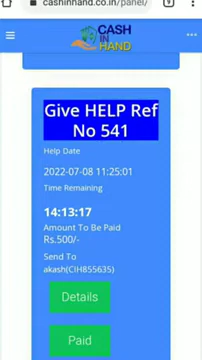 cashinhand.co.in/panel/
9
CASH
IN
HAND
Give HELP Ref
No 541
Help Date
2022-07-08 11:25:01
Time Remaining
14:13:17
Amount To Be Paid
Rs.500/-
Send To
akash(CIH855635)
Details
Paid